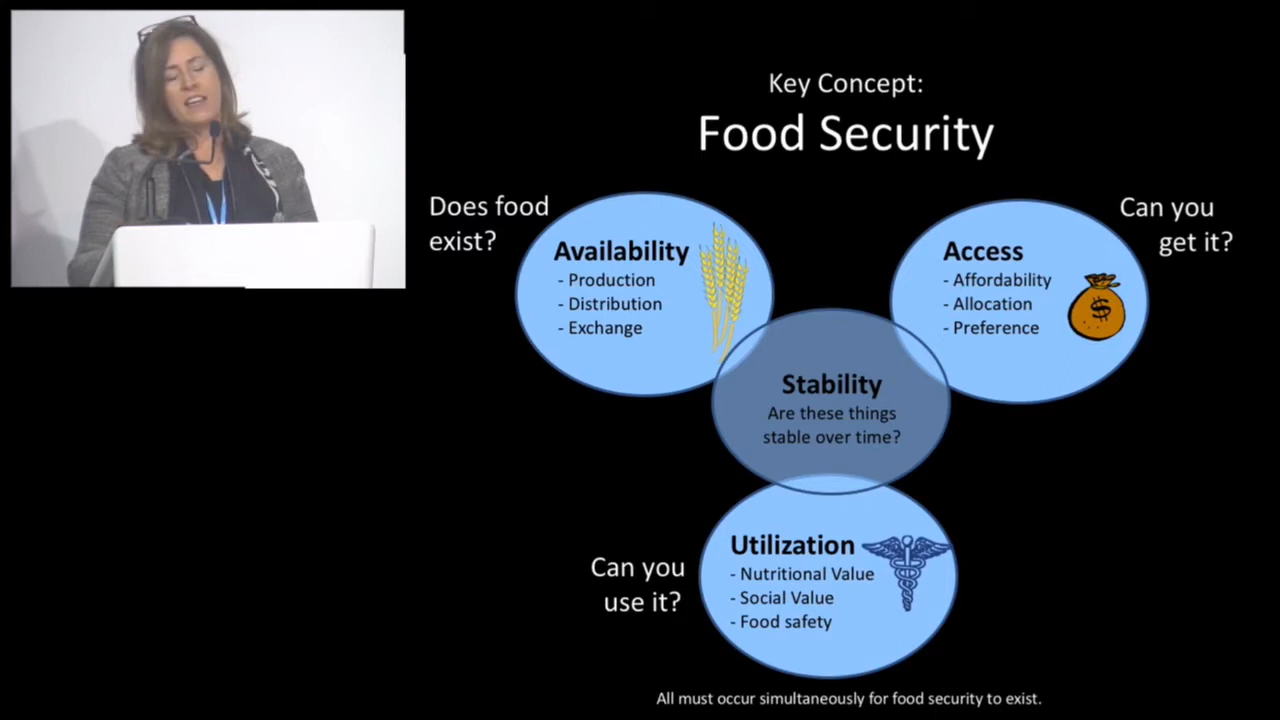 Key Concept:
Food Security
Does food
exist?
Availability
- Production
- Distribution
- Exchange
Can you
get it?
Access
- Affordability
- Allocation
- Preference
$
Stability
Are these things
stable over time?
Can you
use it?
Utilization
- Nutritional Value
- Social Value
- Food safety
All must occur simultaneously for food security to exist.